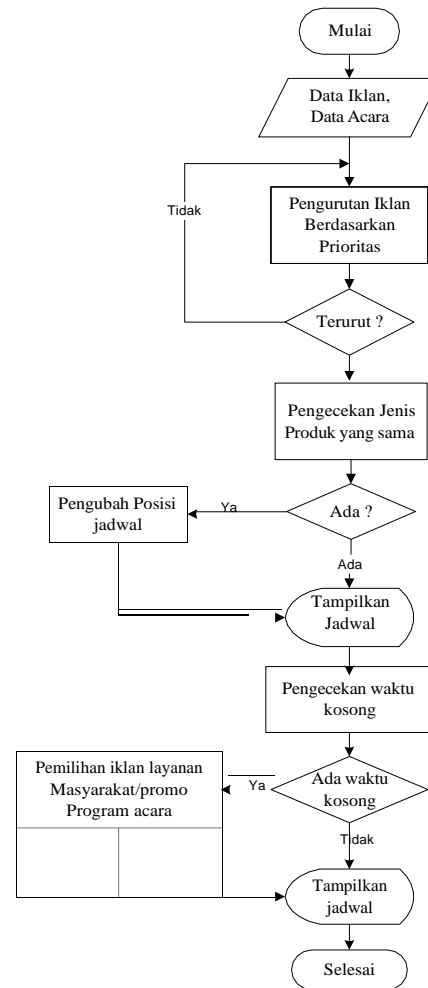 Mulai
Data Iklan,
Data Acara
Tidak
Pengurutan Iklan
Berdasarkan
Prioritas
Terurut ?
Pengecekan Jenis
Produk yang sama
Pengubah Posisi
jadwal
Ya
Ada ?
Ada
Tampilkan
Jadwal
Pengecekan waktu
kosong
Pemilihan iklan layanan
Masyarakat/promo
Program acara
Ya
Ada waktu
kosong
Tidak
Tampilkan
jadwal
Selesai